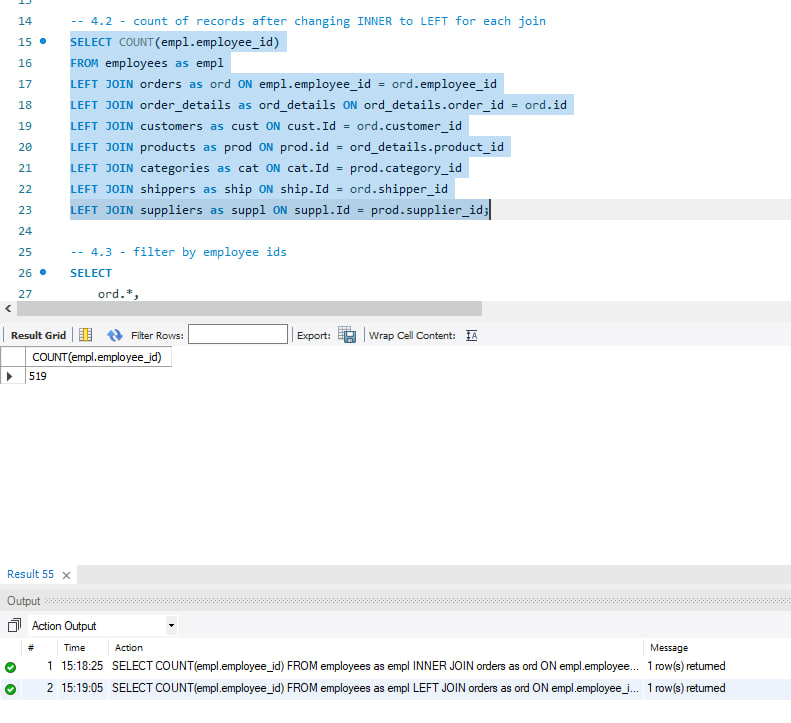 14 -- 4.2 - count of records after changing INNER to LEFT for each join
15 SELECT COUNT(empl.employee_id)
16 FROM employees as empl
17 LEFT JOIN orders as ord ON empl.employee_id = ord.employee_id
18 LEFT JOIN order_details as ord_details ON ord_details.order_id = ord.id
19 LEFT JOIN customers as cust ON cust.Id = ord.customer_id
20 LEFT JOIN products as prod ON prod.id = ord_details.product_id
21 LEFT JOIN categories as cat ON cat.Id = prod.category_id
22 LEFT JOIN shippers as ship ON ship.Id = ord.shipper_id
23 LEFT JOIN suppliers as suppl ON suppl.Id = prod.supplier_id;
24
25 -- 4.3 - filter by employee ids
26 SELECT
27 ord.*,
Result Grid Filter Rows: Export: Wrap Cell Content:
COUNT(empl.employee_id)
519
Result 55
Output
Action Output
# Time Action Message
1 15:18:25 SELECT COUNT(empl.employee_id) FROM employees as empl INNER JOIN orders as ord ON empl.employee... 1 row(s) returned
2 15:19:05 SELECT COUNT(empl.employee_id) FROM employees as empl LEFT JOIN orders as ord ON empl.employee_i... 1 row(s) returned